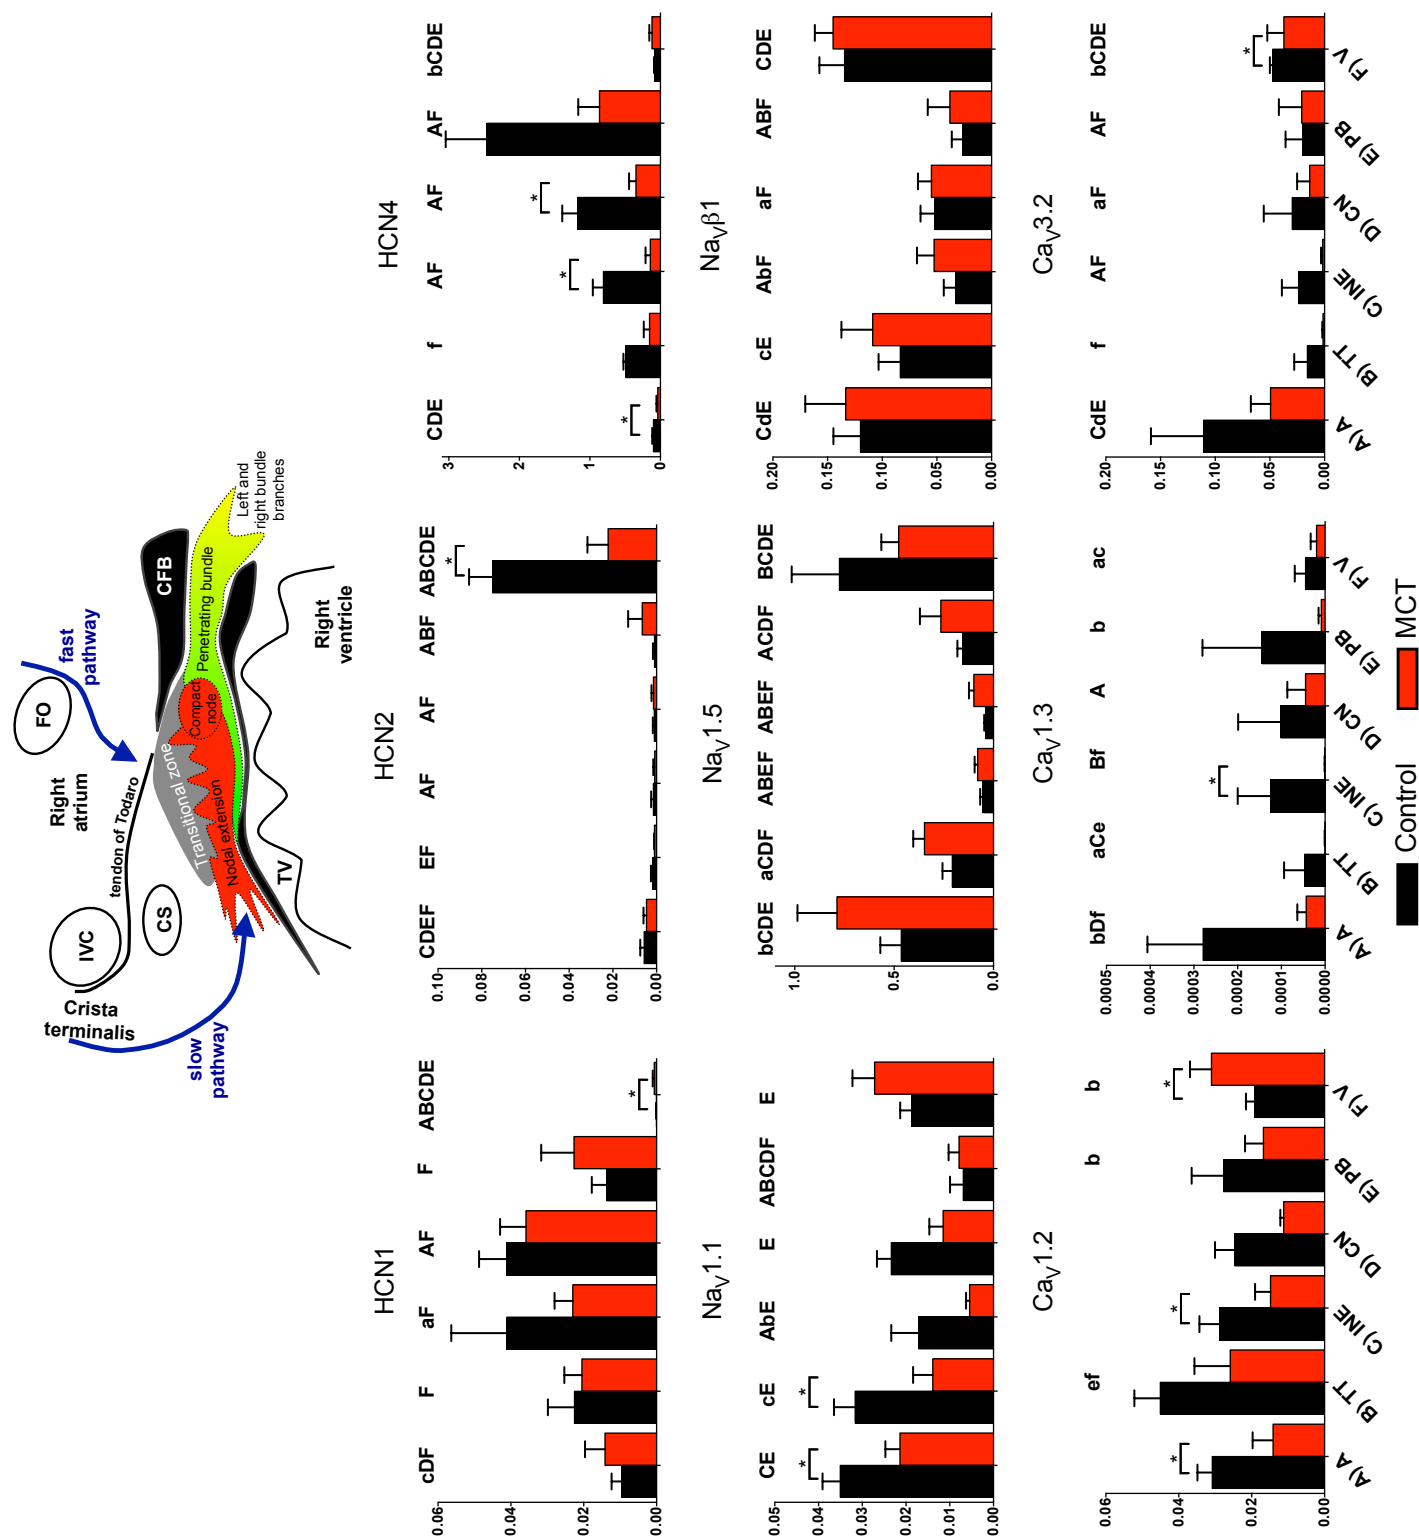 Crista
terminalis
slow
pathway
IVC
CS
tendon of Todaro
Right
atrium
FO
fast
pathway
Transitional zone
Nodal extension
Compact
node
Penetrating bundle
CFB
Left and
right bundle
branches
TV
Right
ventricle
HCN1
cDF
F
aF
AF
F
ABCDE
*
0.06
0.04
0.02
0.00
HCN2
CDEF
EF
AF
AF
ABF
ABCDE
*
0.10
0.08
0.06
0.04
0.02
0.00
HCN4
CDE
f
AF
AF
AF
bCDE
*
*
*
3
2
1
0
NaV1.1
CE
cE
AbE
E
ABCDF
E
*
*
0.05
0.04
0.03
0.02
0.01
0.00
NaV1.5
bCDE
aCDF
ABEF
ABEF
ACDF
BCDE
1.0
0.5
0.0
NaVβ1
CdE
cE
AbF
aF
ABF
CDE
0.20
0.15
0.10
0.05
0.00
CaV1.2
ef
b
b
*
*
*
0.06
0.04
0.02
0.00
A) A
B) TT
C) INE
D) CN
E) PB
F) V
CaV1.3
bDf
aCe
Bf
A
b
ac
*
0.0005
0.0004
0.0003
0.0002
0.0001
0.0000
A) A
B) TT
C) INE
D) CN
E) PB
F) V
CaV3.2
CdE
f
AF
aF
AF
bCDE
*
0.20
0.15
0.10
0.05
0.00
A) A
B) TT
C) INE
D) CN
E) PB
F) V
Control
MCT